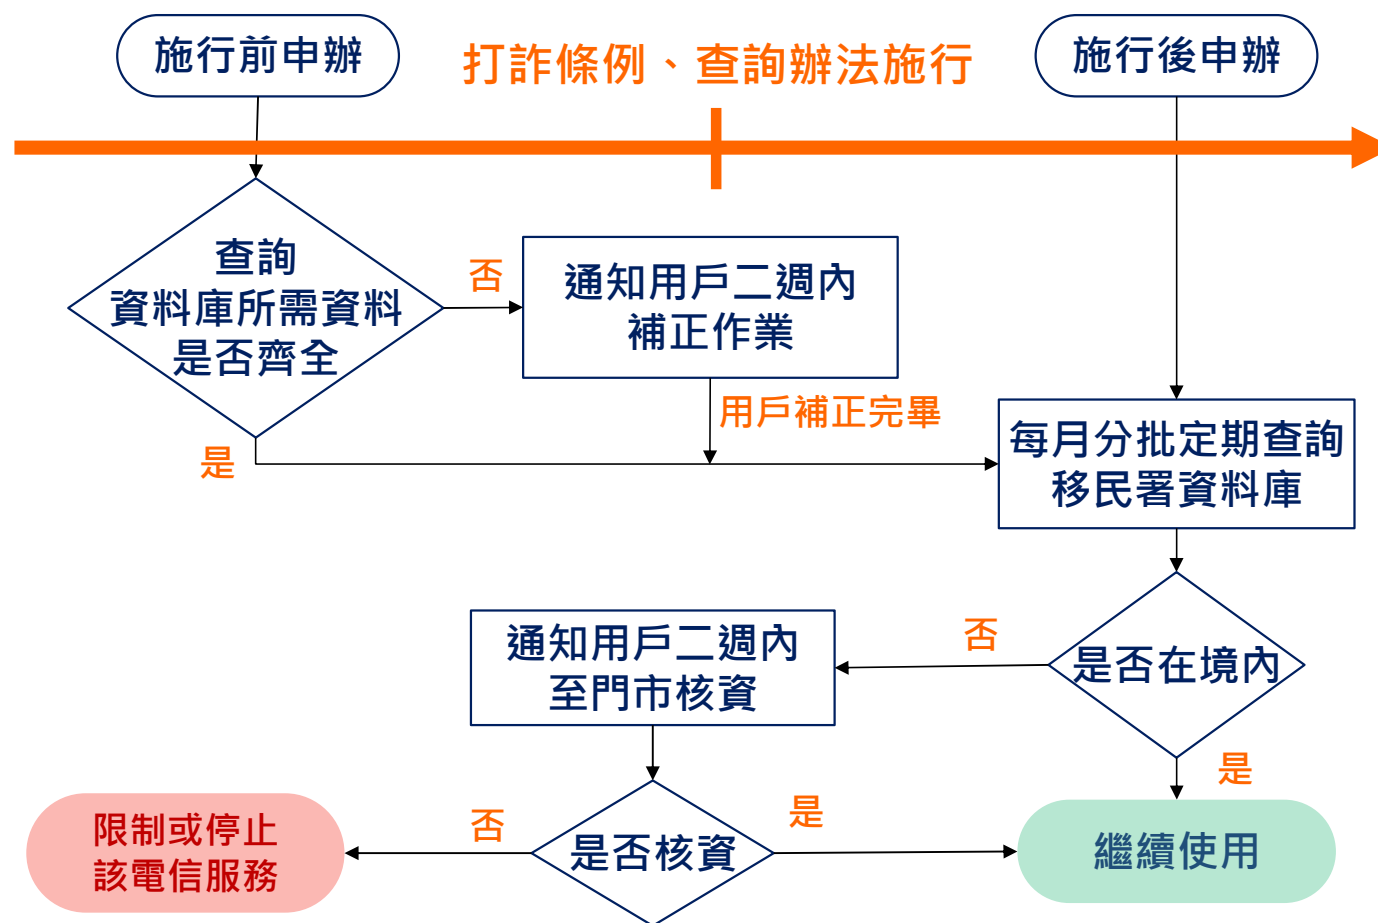 施行前申辦
打詐條例、查詢辦法施行
施行後申辦
查詢
資料庫所需資料
是否齊全
否
通知用戶二週內
補正作業
用戶補正完畢
是
每月分批定期查詢
移民署資料庫
是否在境內
否
通知用戶二週內
至門市核資
是
是否核資
否
是
限制或停止
該電信服務
繼續使用